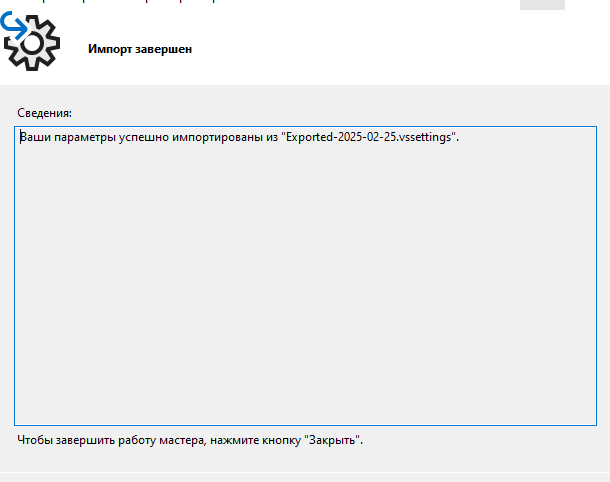 Импорт завершен
Сведения:
Ваши параметры успешно импортированы из "Exported-2025-02-25.vssettings".
Чтобы завершить работу мастера, нажмите кнопку "Закрыть".